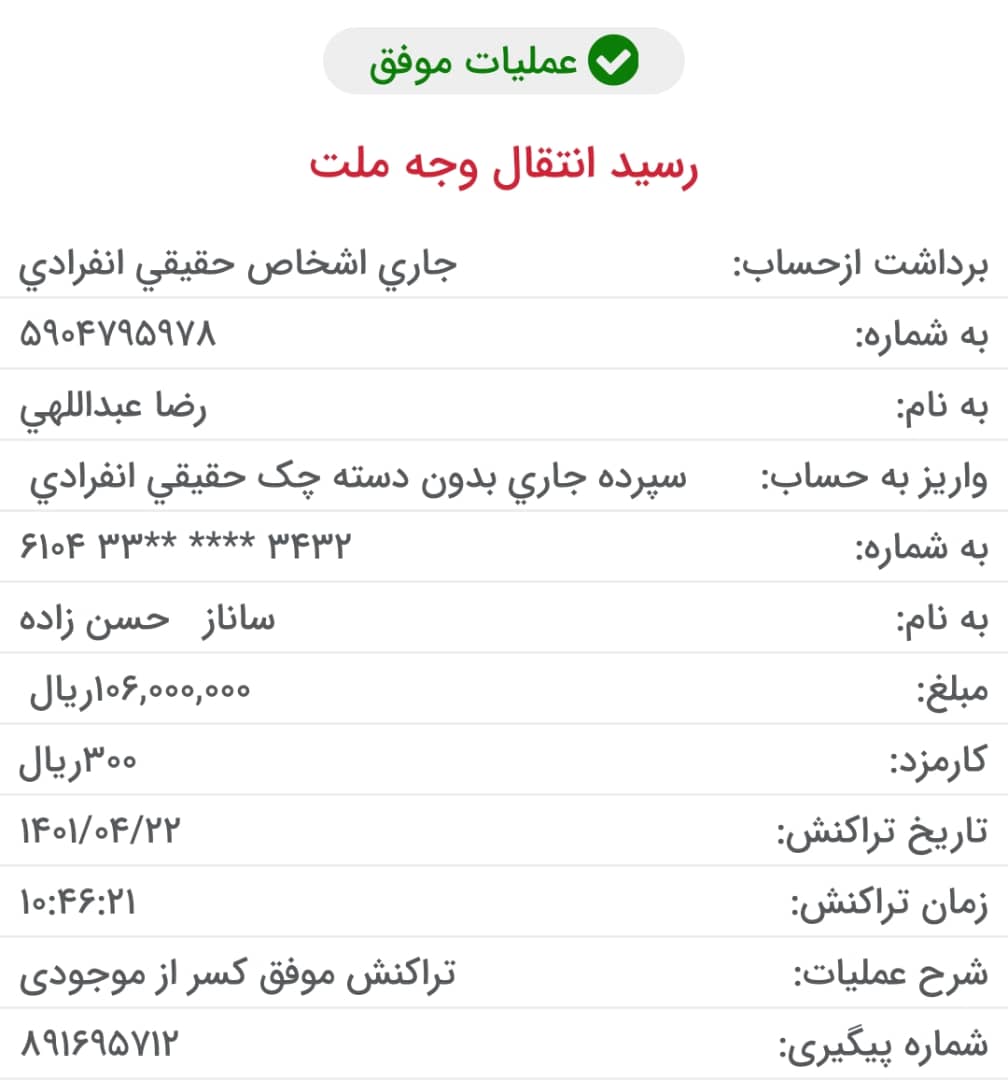 عملیات موفق
رسید انتقال وجه ملت
برداشت ازحساب: جاري اشخاص حقيقي انفرادي
به شماره: ۵۹۰۴۷۹۵۹۷۸
به نام: رضا عبداللهي
واریز به حساب: سپرده جاري بدون دسته چک حقيقي انفرادي
به شماره: ۶۱۰۴ ۳۳** **** ۳۴۳۲
به نام: ساناز   حسن زاده
مبلغ: ۱۰۶,۰۰۰,۰۰۰ریال
کارمزد: ۳۰۰ریال
تاریخ تراکنش: ۱۴۰۱/۰۴/۲۲
زمان تراکنش: ۱۰:۴۶:۲۱
شرح عملیات: تراکنش موفق کسر از موجودی
شماره پیگیری: ۸۹۱۶۹۵۷۱۲